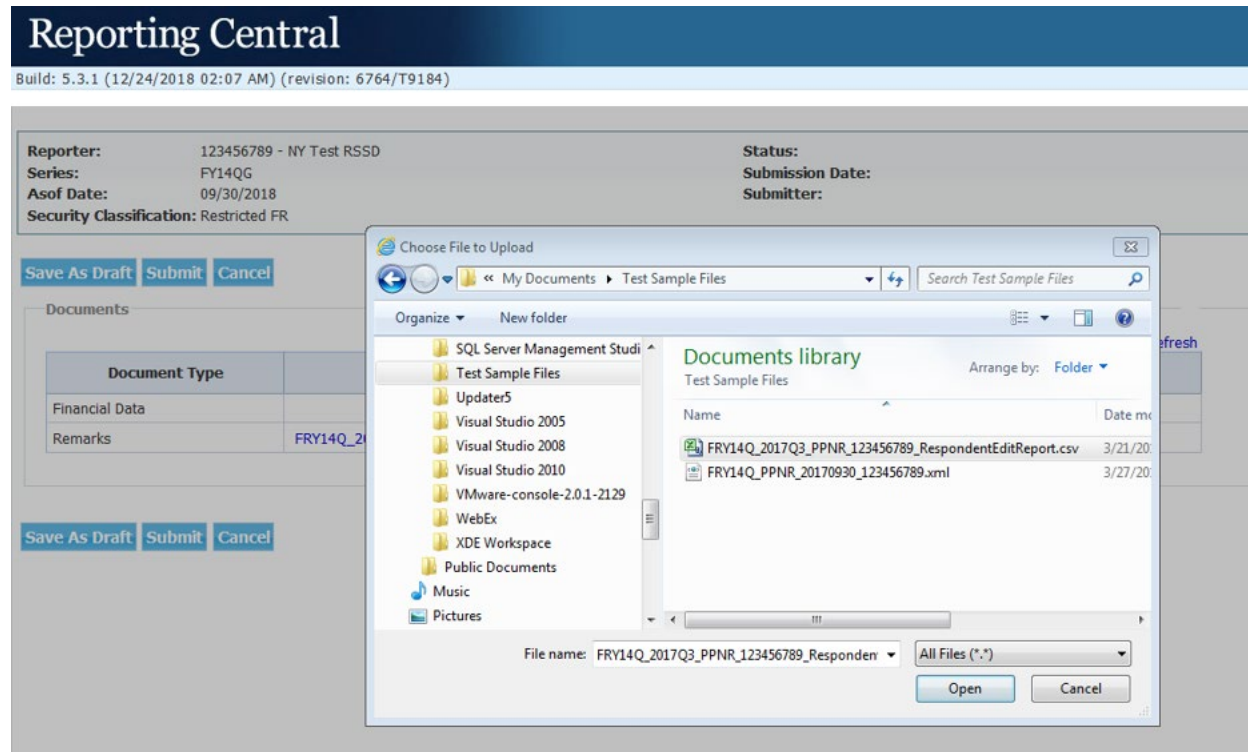 Reporting Central
Build: 5.3.1 (12/24/2018 02:07 AM) (revision: 6764/T9184)
Reporter: 123456789 - NY Test RSSD Status:
Series: FY14QG Submission Date:
Asof Date: 09/30/2018 Submitter:
Security Classification: Restricted FR
Choose File to Upload
« My Documents Test Sample Files Search Test Sample Files
Save As Draft Submit Cancel
Organize New folder
Documents
SQL Server Management Studi
Test Sample Files
Updater5
Visual Studio 2005
Visual Studio 2008
Visual Studio 2010
VMware-console-2.0.1-2129
WebEx
XDE Workspace
Public Documents
Music
Pictures
Documents library
Test Sample Files
Arrange by: Folder
Name Date mo
FRY14Q_2017Q3_PPNR_123456789_RespondentEditReport.csv 3/21/20
FRY14Q_PPNR_20170930_123456789.xml 3/27/20
efresh
Document Type
Financial Data
Remarks FRY14Q_20
File name: FRY14Q_2017Q3_PPNR_123456789_Responden All Files (*.*)
Open Cancel
Save As Draft Submit Cancel